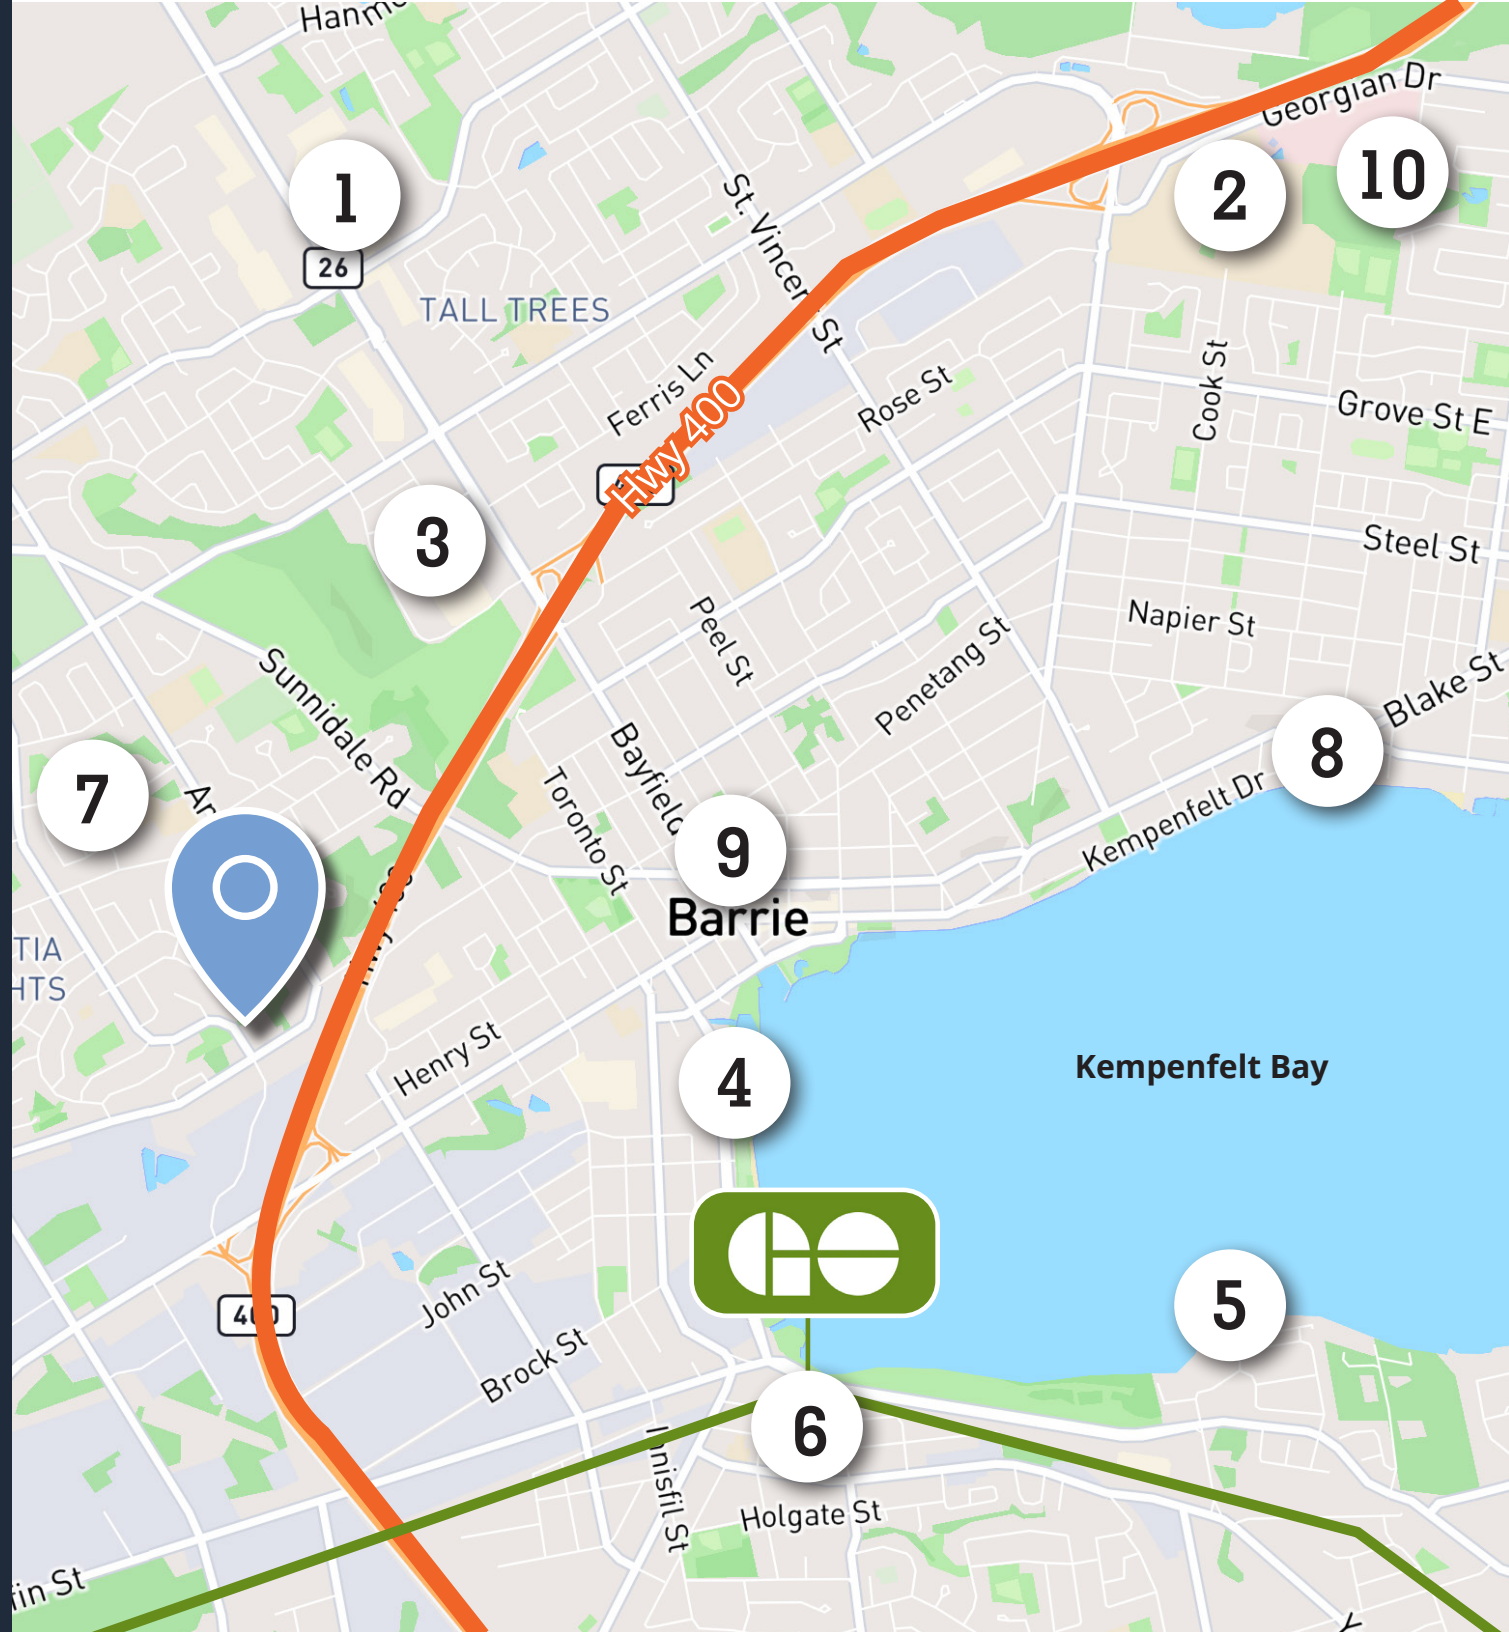 Georgian Dr
1
2
10
26
St. Vincent St
TALL TREES
Ferris Ln
Rose St
Cook St
Grove St E
Hwy 400
3
Steel St
Peel St
Napier St
Penetang St
Sunnidale Rd
Blake St
Bayfield
Toronto St
8
Kempenfelt Dr
7
9
Barrie
TIA
HTS
Henry St
Kempenfelt Bay
4
GO
John St
5
400
Brock St
6
Innisfil St
Holgate St
fin St